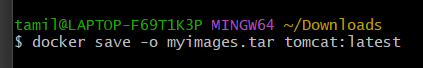 tamil@LAPTOP-F69T1K3P MINGW64 ~/Downloads
$ docker save -o myimages.tar tomcat:latest